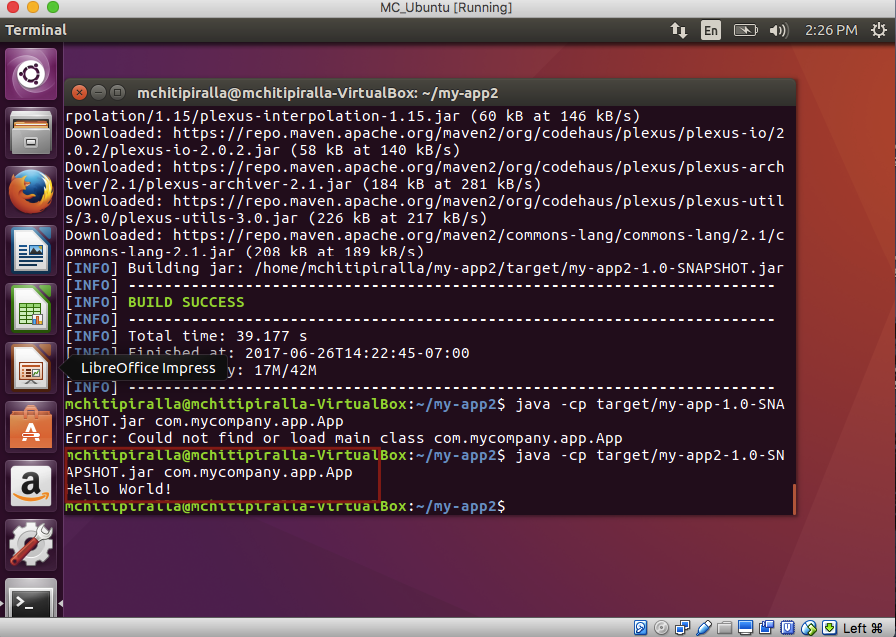 MC_Ubuntu [Running]
Terminal
En
2:26 PM
mchitipiralla@mchitipiralla-VirtualBox: ~/my-app2
rpolation/1.15/plexus-interpolation-1.15.jar (60 kB at 146 kB/s)
Downloaded: https://repo.maven.apache.org/maven2/org/codehaus/plexus/plexus-io/2
.0.2/plexus-io-2.0.2.jar (58 kB at 140 kB/s)
Downloaded: https://repo.maven.apache.org/maven2/org/codehaus/plexus/plexus-arch
iver/2.1/plexus-archiver-2.1.jar (184 kB at 281 kB/s)
Downloaded: https://repo.maven.apache.org/maven2/org/codehaus/plexus/plexus-util
s/3.0/plexus-utils-3.0.jar (226 kB at 217 kB/s)
Downloaded: https://repo.maven.apache.org/maven2/commons-lang/commons-lang/2.1/c
ommons-lang-2.1.jar (208 kB at 189 kB/s)
[INFO] Building jar: /home/mchitipiralla/my-app2/target/my-app2-1.0-SNAPSHOT.jar
[INFO] ------------------------------------------------------------------------
[INFO] BUILD SUCCESS
[INFO] ------------------------------------------------------------------------
[INFO] Total time: 39.177 s
[INFO] Finished at: 2017-06-26T14:22:45-07:00
LibreOffice Impress
y: 17M/42M
[INFO] ------------------------------------------------------------------------
mchitipiralla@mchitipiralla-VirtualBox:~/my-app2$ java -cp target/my-app-1.0-SNA
PSHOT.jar com.mycompany.app.App
Error: Could not find or load main class com.mycompany.app.App
mchitipiralla@mchitipiralla-VirtualBox:~/my-app2$ java -cp target/my-app2-1.0-SN
APSHOT.jar com.mycompany.app.App
Hello World!
mchitipiralla@mchitipiralla-VirtualBox:~/my-app2$
Left ⌘